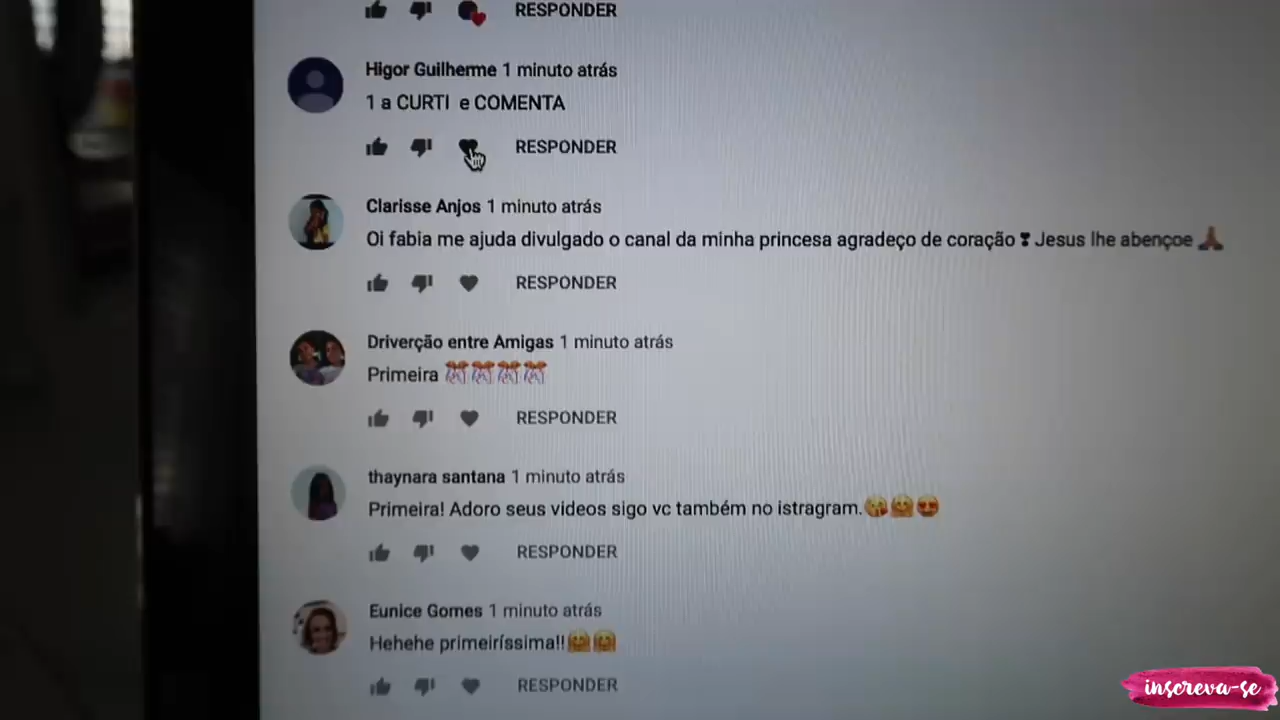 RESPONDER
Higor Guilherme 1 minuto atrás
1 a CURTI e COMENTA
RESPONDER
Clarisse Anjos 1 minuto atrás
Oi fabia me ajuda divulgado o canal da minha princesa agradeço de coração❣Jesus lhe abençoe 🙏🏽
RESPONDER
Driverção entre Amigas 1 minuto atrás
Primeira 🎊🎊🎊🎊
RESPONDER
thaynara santana 1 minuto atrás
Primeira! Adoro seus videos sigo vc também no istragram.😘🤗😍
RESPONDER
Eunice Gomes 1 minuto atrás
Hehehe primeiríssima!!🤗🤗
RESPONDER
inscreva-se